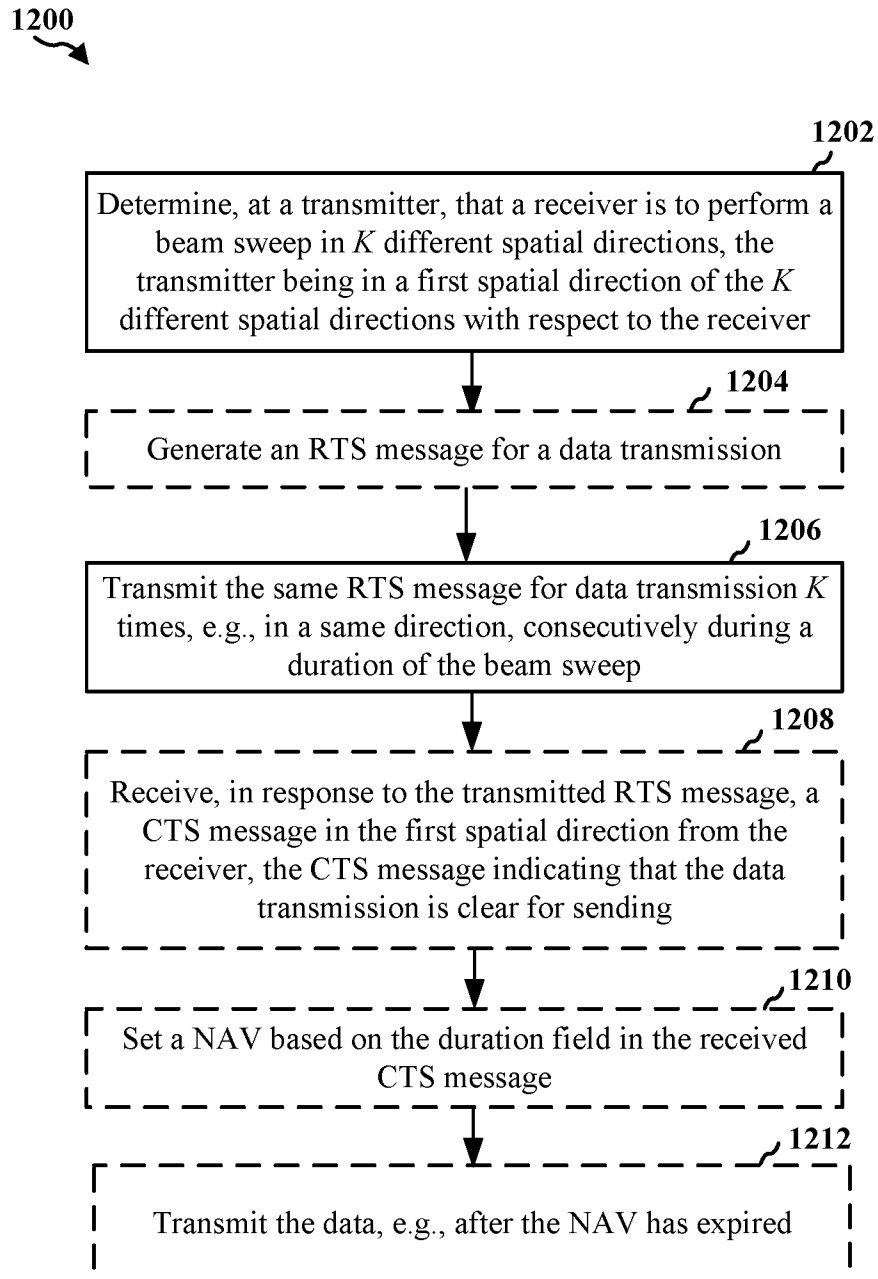 1200
1202
Determine, at a transmitter, that a receiver is to perform a
beam sweep in K different spatial directions, the
transmitter being in a first spatial direction of the K
different spatial directions with respect to the receiver
1204
Generate an RTS message for a data transmission
1206
Transmit the same RTS message for data transmission K
times, e.g., in a same direction, consecutively during a
duration of the beam sweep
1208
Receive, in response to the transmitted RTS message, a
CTS message in the first spatial direction from the
receiver, the CTS message indicating that the data
transmission is clear for sending
1210
Set a NAV based on the duration field in the received
CTS message
1212
Transmit the data, e.g., after the NAV has expired